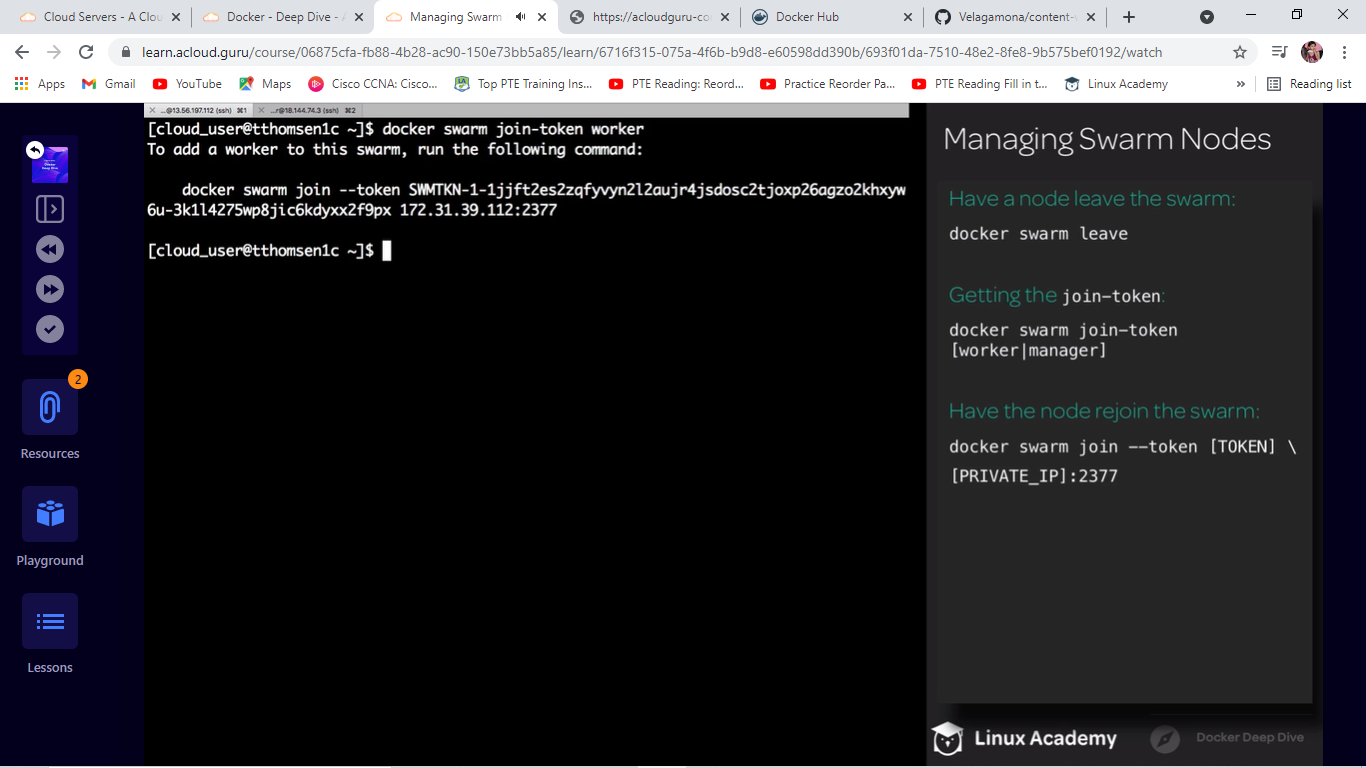 Cloud Servers - A Clou
Docker - Deep Dive - A
Managing Swarm
https://acloudguru-co
Docker Hub
Velagamona/content-
learn.acloud.guru/course/06875cfa-fb88-4b28-ac90-150e73bb5a85/learn/6716f315-075a-4f6b-b9d8-e60598dd390b/693f01da-7510-48e2-8fe8-9b575bef0192/watch
Apps
Gmail
YouTube
Maps
Cisco CCNA: Cisco...
Top PTE Training Ins...
PTE Reading: Reord...
Practice Reorder Pa...
PTE Reading Fill in t...
Linux Academy
»
Reading list
...@13.56.197.112 (ssh) ⌘1
...r@18.144.74.3 (ssh) ⌘2
[cloud_user@tthomsen1c ~]$ docker swarm join-token worker
To add a worker to this swarm, run the following command:
docker swarm join --token SWMTKN-1-1jjft2es2zqfyvyn2l2aujr4jsdosc2tjoxp26agzo2khxyw
6u-3k1l4275wp8jic6kdyxx2f9px 172.31.39.112:2377
[cloud_user@tthomsen1c ~]$
Managing Swarm Nodes
Have a node leave the swarm:
docker swarm leave
Getting the join-token:
docker swarm join-token
[worker|manager]
Have the node rejoin the swarm:
docker swarm join --token [TOKEN] \
[PRIVATE_IP]:2377
Linux Academy
Docker Deep Dive
2
Resources
Playground
Lessons